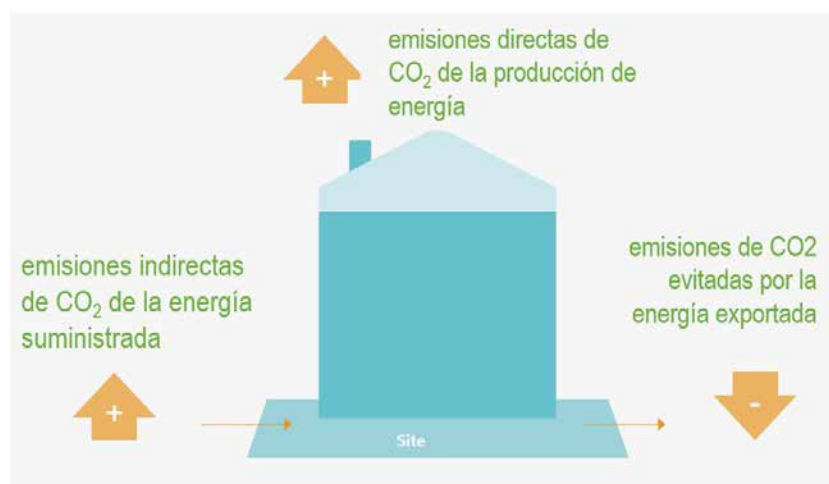 +
emisiones directas de
CO₂ de la producción de
energía
emisiones indirectas
de CO₂ de la energía
suministrada
+
emisiones de CO2
evitadas por la
energía exportada
-
Site